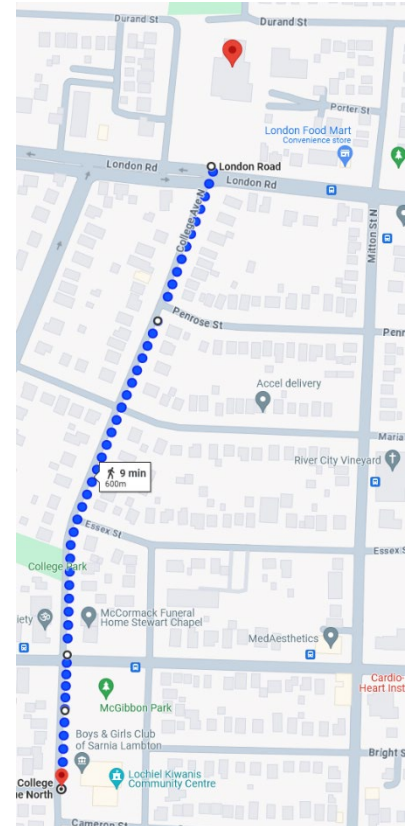 Durand St
Durand St
Porter St
London Food Mart
Convenience store
London Rd
London Road
London Rd
College Ave N
Mitton St N
Penrose St
Penr
Accel delivery
Maria
River City Vineyard
9 min
600m
Essex St
Essex S
College Park
iety
McCormack Funeral
Home Stewart Chapel
MedAesthetics
Cardio-
Heart Inst
McGibbon Park
Boys & Girls Club
of Sarnia Lambton
Bright S
College
ue North
Lochiel Kiwanis
Community Centre
Cameron St